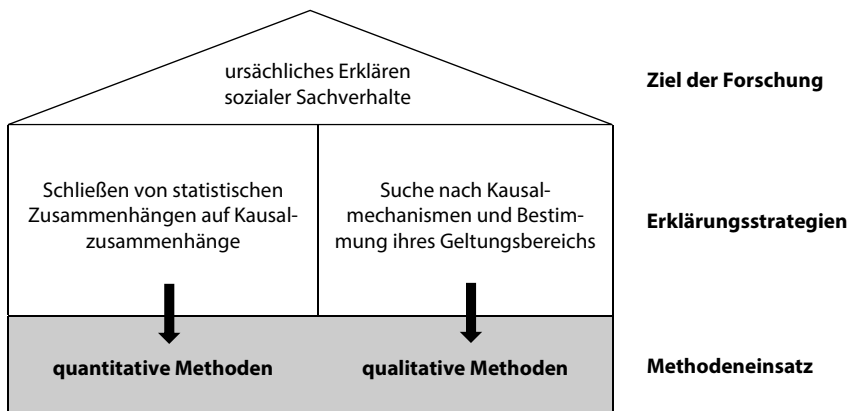 ursächliches Erklären
sozialer Sachverhalte
Ziel der Forschung
Schließen von statistischen
Zusammenhängen auf Kausal-
zusammenhänge
Suche nach Kausal-
mechanismen und Bestim-
mung ihres Geltungsbereichs
Erklärungsstrategien
quantitative Methoden
qualitative Methoden
Methodeneinsatz